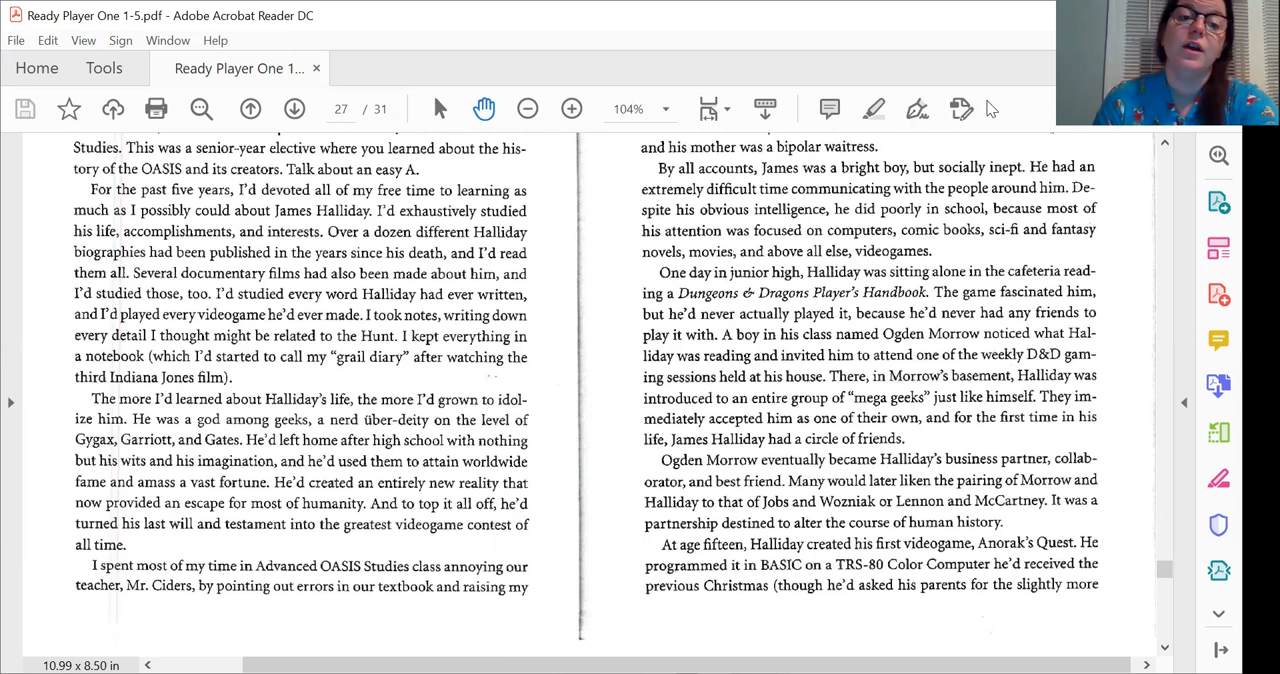 Ready Player One 1-5.pdf - Adobe Acrobat Reader DC
File Edit View Sign Window Help
Home Tools Ready Player One 1... ×
27 / 31 104%
Studies. This was a senior-year elective where you learned about the his-
tory of the OASIS and its creators. Talk about an easy A.
For the past five years, I'd devoted all of my free time to learning as
much as I possibly could about James Halliday. I'd exhaustively studied
his life, accomplishments, and interests. Over a dozen different Halliday
biographies had been published in the years since his death, and I'd read
them all. Several documentary films had also been made about him, and
I'd studied those, too. I'd studied every word Halliday had ever written,
and I'd played every videogame he'd ever made. I took notes, writing down
every detail I thought might be related to the Hunt. I kept everything in
a notebook (which I'd started to call my "grail diary" after watching the
third Indiana Jones film).
The more I'd learned about Halliday's life, the more I'd grown to idol-
ize him. He was a god among geeks, a nerd über-deity on the level of
Gygax, Garriott, and Gates. He'd left home after high school with nothing
but his wits and his imagination, and he'd used them to attain worldwide
fame and amass a vast fortune. He'd created an entirely new reality that
now provided an escape for most of humanity. And to top it all off, he'd
turned his last will and testament into the greatest videogame contest of
all time.
I spent most of my time in Advanced OASIS Studies class annoying our
teacher, Mr. Ciders, by pointing out errors in our textbook and raising my
and his mother was a bipolar waitress.
By all accounts, James was a bright boy, but socially inept. He had an
extremely difficult time communicating with the people around him. De-
spite his obvious intelligence, he did poorly in school, because most of
his attention was focused on computers, comic books, sci-fi and fantasy
novels, movies, and above all else, videogames.
One day in junior high, Halliday was sitting alone in the cafeteria read-
ing a Dungeons & Dragons Player's Handbook. The game fascinated him,
but he'd never actually played it, because he'd never had any friends to
play it with. A boy in his class named Ogden Morrow noticed what Hal-
liday was reading and invited him to attend one of the weekly D&D gam-
ing sessions held at his house. There, in Morrow's basement, Halliday was
introduced to an entire group of "mega geeks" just like himself. They im-
mediately accepted him as one of their own, and for the first time in his
life, James Halliday had a circle of friends.
Ogden Morrow eventually became Halliday's business partner, collab-
orator, and best friend. Many would later liken the pairing of Morrow and
Halliday to that of Jobs and Wozniak or Lennon and McCartney. It was a
partnership destined to alter the course of human history.
At age fifteen, Halliday created his first videogame, Anorak's Quest. He
programmed it in BASIC on a TRS-80 Color Computer he'd received the
previous Christmas (though he'd asked his parents for the slightly more
10.99 x 8.50 in